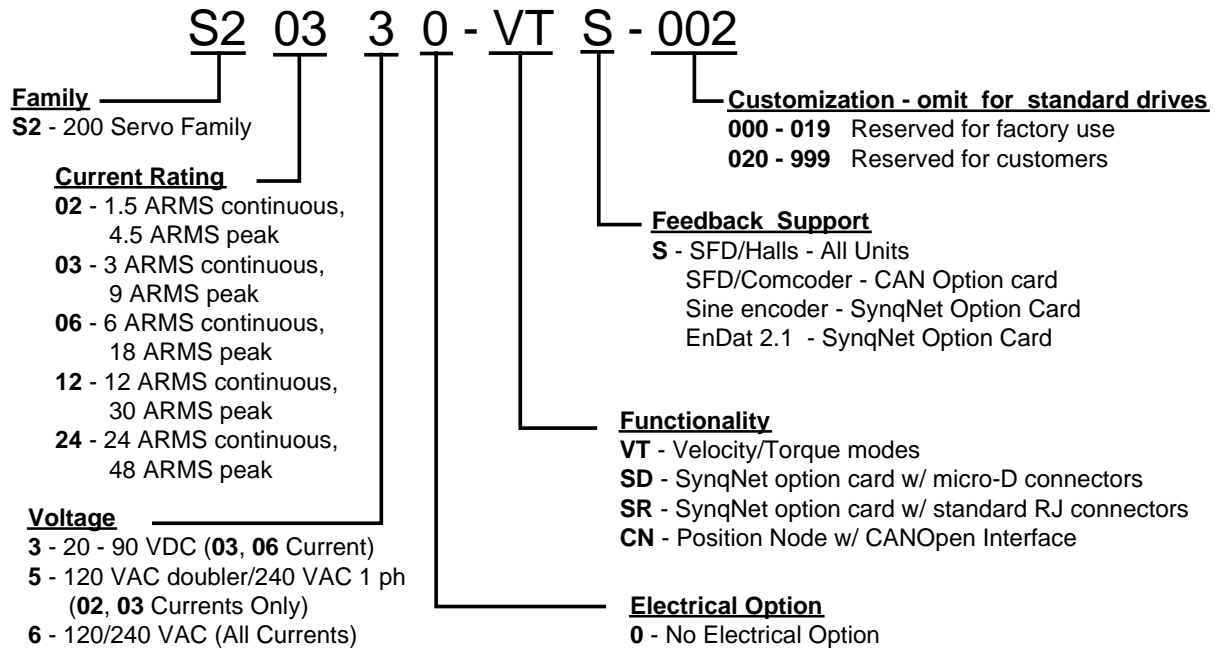 S2 03 3 0 - VT S - 002
Family
S2 - 200 Servo Family
Current Rating
02 - 1.5 ARMS continuous,
4.5 ARMS peak
03 - 3 ARMS continuous,
9 ARMS peak
06 - 6 ARMS continuous,
18 ARMS peak
12 - 12 ARMS continuous,
30 ARMS peak
24 - 24 ARMS continuous,
48 ARMS peak
Voltage
3 - 20 - 90 VDC (03, 06 Current)
5 - 120 VAC doubler/240 VAC 1 ph
(02, 03 Currents Only)
6 - 120/240 VAC (All Currents)
Customization - omit for standard drives
000 - 019 Reserved for factory use
020 - 999 Reserved for customers
Feedback Support
S - SFD/Halls - All Units
SFD/Comcoder - CAN Option card
Sine encoder - SynqNet Option Card
EnDat 2.1 - SynqNet Option Card
Functionality
VT - Velocity/Torque modes
SD - SynqNet option card w/ micro-D connectors
SR - SynqNet option card w/ standard RJ connectors
CN - Position Node w/ CANOpen Interface
Electrical Option
0 - No Electrical Option